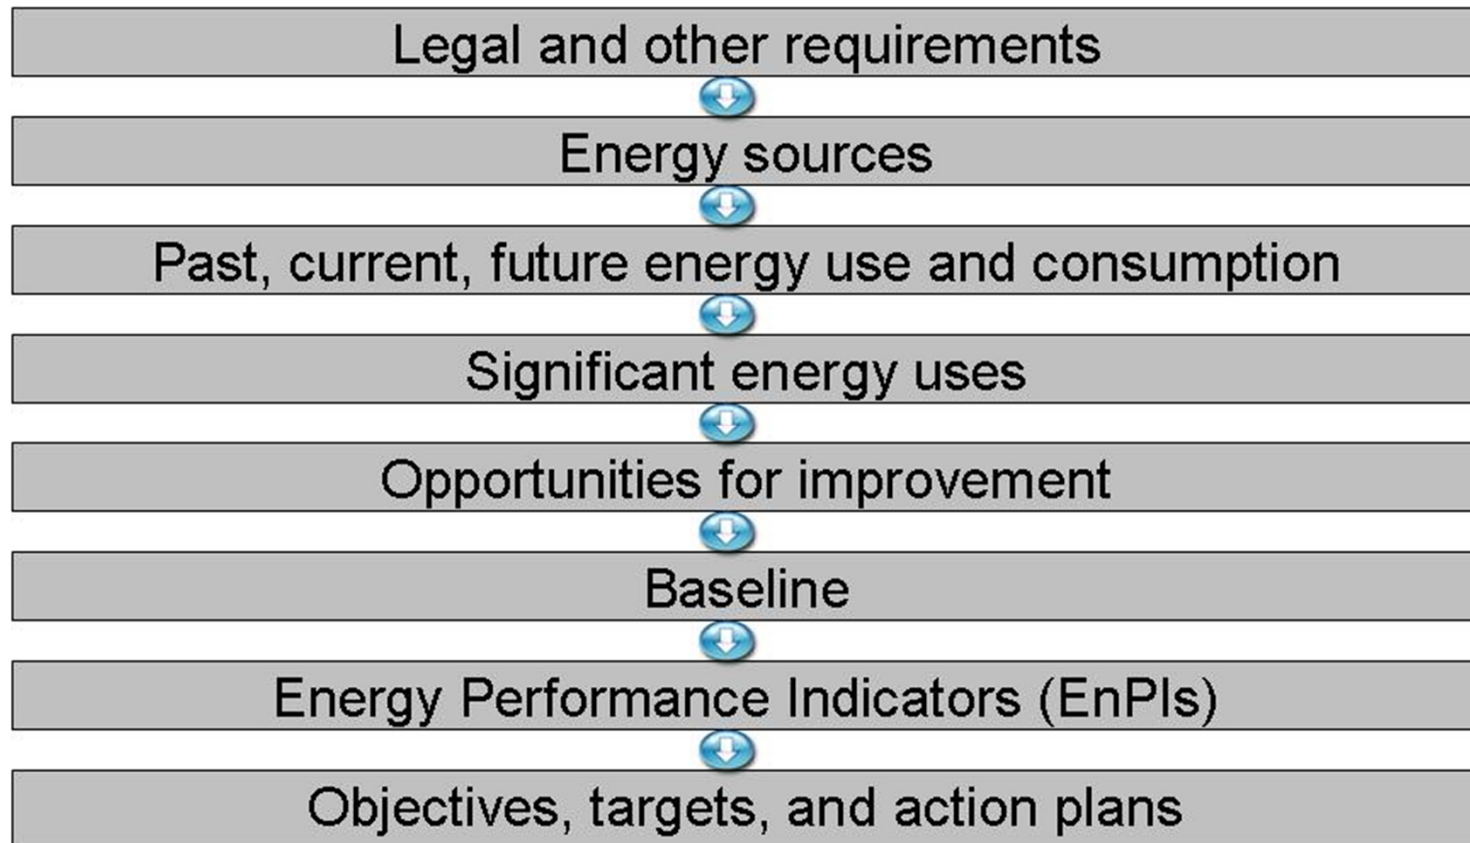 Legal and other requirements
Energy sources
Past, current, future energy use and consumption
Significant energy uses
Opportunities for improvement
Baseline
Energy Performance Indicators (EnPIs)
Objectives, targets, and action plans